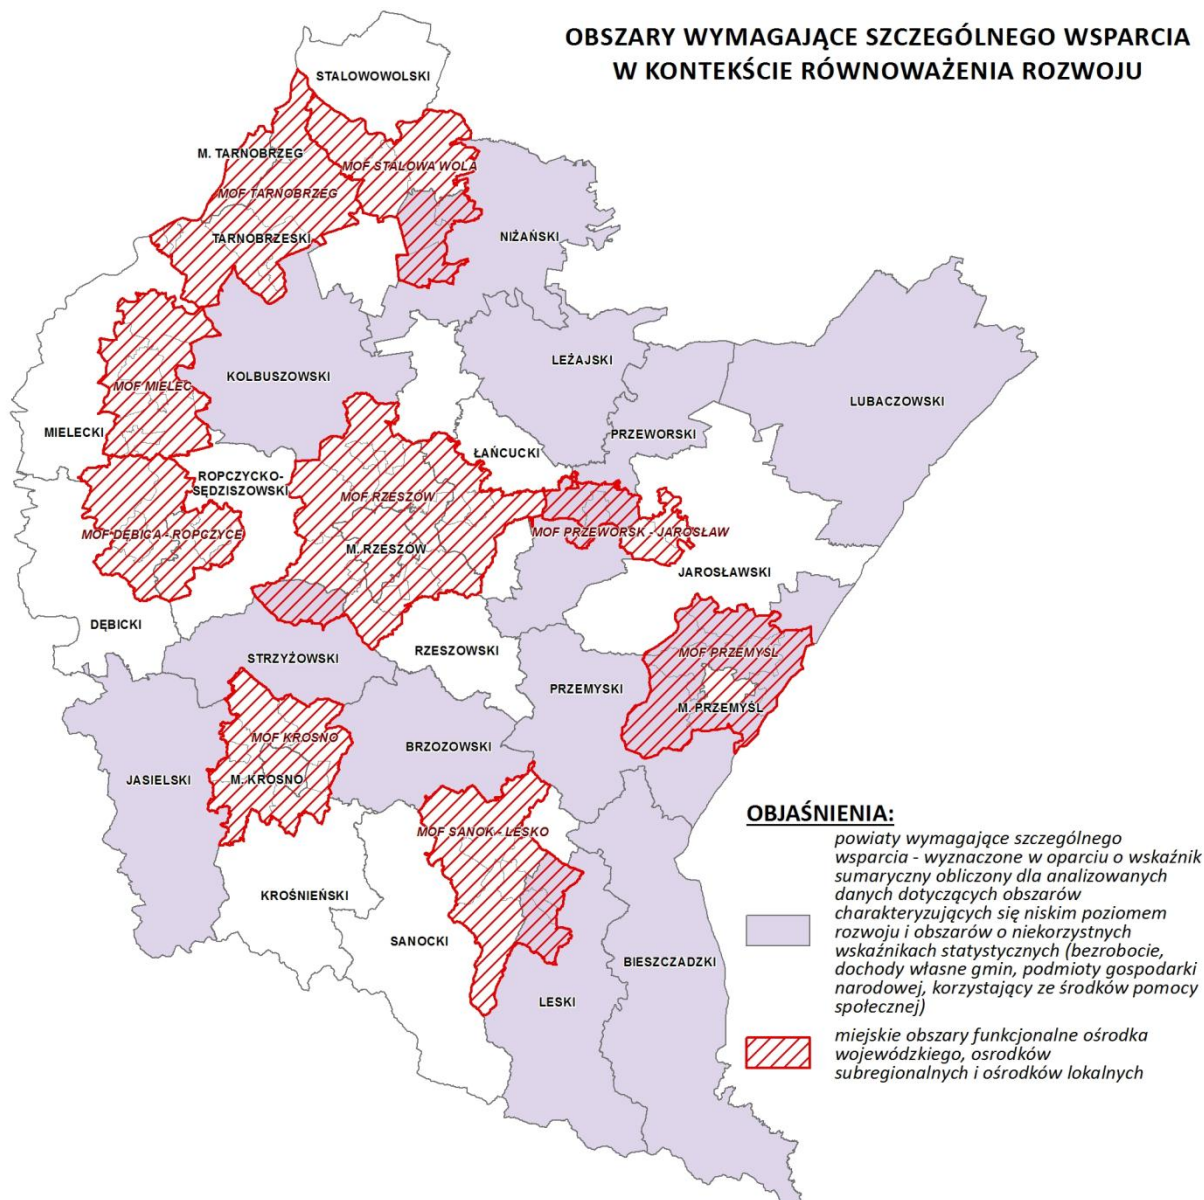 OBSZARY WYMAGAJĄCE SZCZEGÓLNEGO WSPARCIA
W KONTEKŚCIE RÓWNOWAŻENIA ROZWOJU
STALOWOWOLSKI
M. TARNOBRZEG
MOF STALOWA WOLA
MOF TARNOBRZEG
TARNOBRZESKI
NIŻAŃSKI
LEŻAJSKI
KOLBUSZOWSKI
MOF MIELEC
LUBACZOWSKI
MIELECKI
PRZEWORSKI
ŁAŃCUCKI
ROPCZYCKO-
SĘDZISZOWSKI
MOF RZESZÓW
MOF DĘBICA - ROPCZYCE
MOF PRZEWORSK - JAROSŁAW
M. RZESZÓW
JAROSŁAWSKI
DĘBICKI
RZESZOWSKI
MOF PRZEMYŚL
STRZYŻOWSKI
PRZEMYSKI
M. PRZEMYŚL
MOF KROSNO
BRZOZOWSKI
JASIELSKI
M. KROSNO
MOF SANOK - LESKO
KROŚNIEŃSKI
SANOCKI
BIESZCZADZKI
LESKI
OBJAŚNIENIA:
powiaty wymagające szczególnego
wsparcia - wyznaczone w oparciu o wskaźnik
sumaryczny obliczony dla analizowanych
danych dotyczących obszarów
charakteryzujących się niskim poziomem
rozwoju i obszarów o niekorzystnych
wskaźnikach statystycznych (bezrobocie,
dochody własne gmin, podmioty gospodarki
narodowej, korzystający ze środków pomocy
społecznej)
miejskie obszary funkcjonalne ośrodka
wojewódzkiego, osrodków
subregionalnych i ośrodków lokalnych